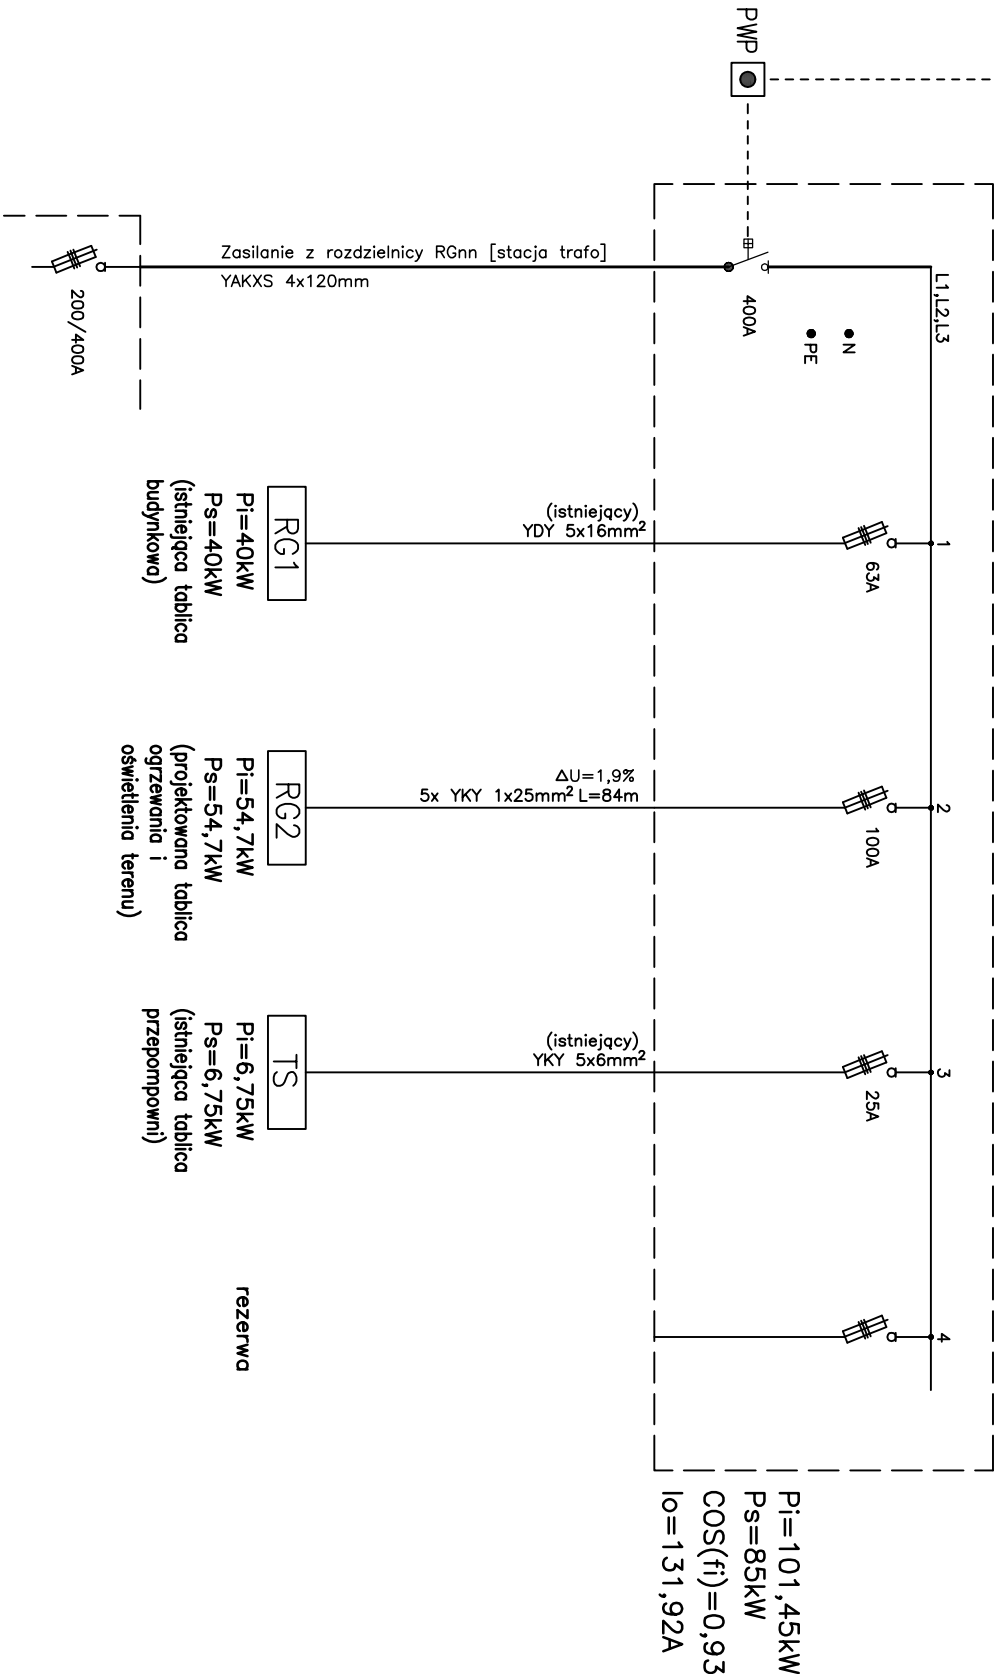 PWP
Zasilanie z rozdzielnicy RGnn [stacja trafo]
YAKXS 4x120mm
200/400A
400A
L1,L2,L3
N
PE
1
63A
(istniejący)
YDY 5x16mm²
RG1
Pi=40kW
Ps=40kW
(istniejąca tablica
budynkowa)
2
100A
ΔU=1,9%
5x YKY 1x25mm² L=84m
RG2
Pi=54,7kW
Ps=54,7kW
(projektowana tablica
ogrzewania i
oświetlenia terenu)
3
25A
(istniejący)
YKY 5x6mm²
TS
Pi=6,75kW
Ps=6,75kW
(istniejąca tablica
przepompowni)
4
rezerwa
Pi=101,45kW
Ps=85kW
COS(fi)=0,93
Io=131,92A